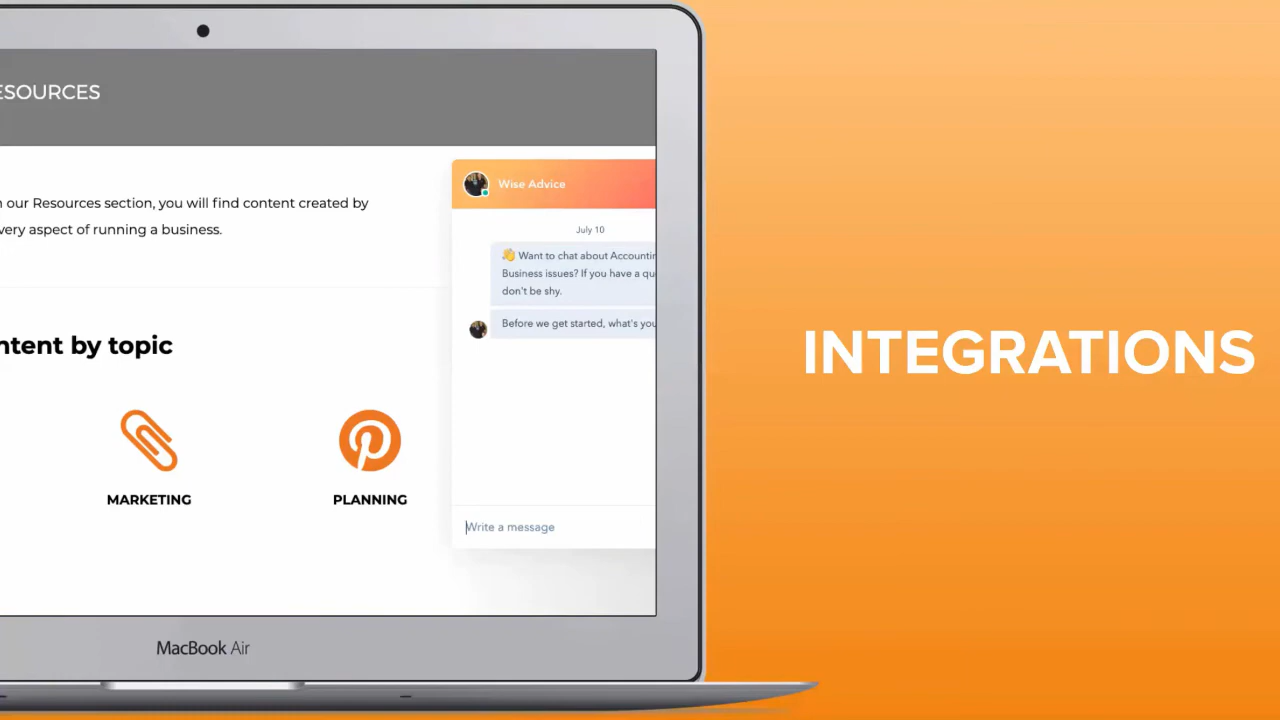 ESOURCES
n our Resources section, you will find content created by
very aspect of running a business.
ntent by topic
MARKETING
PLANNING
Wise Advice
July 10
👋 Want to chat about Accountin
Business issues? If you have a qu
don't be shy.
Before we get started, what's you
Write a message
MacBook Air
INTEGRATIONS